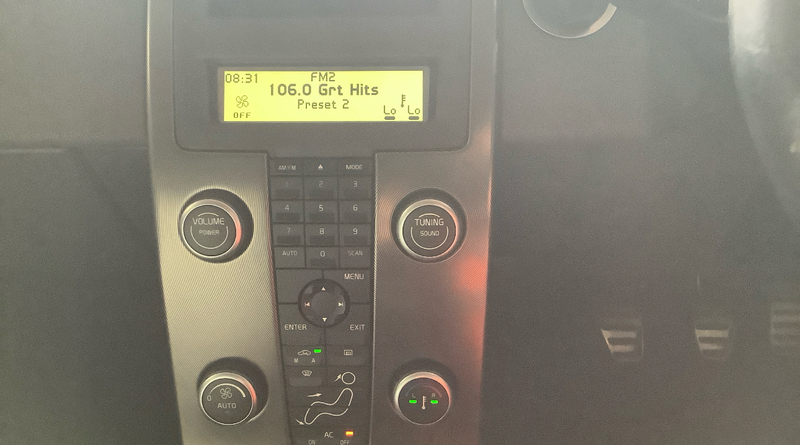 08:31 FM2
106.0 Grt Hits
Preset 2
OFF Lo Lo
AM/FM MODE
1 2 3
4 5 6
VOLUME
POWER
TUNING
SOUND
7 8 9
AUTO 0 SCAN
MENU
ENTER EXIT
M A
0 AUTO
L R
AC
ON OFF